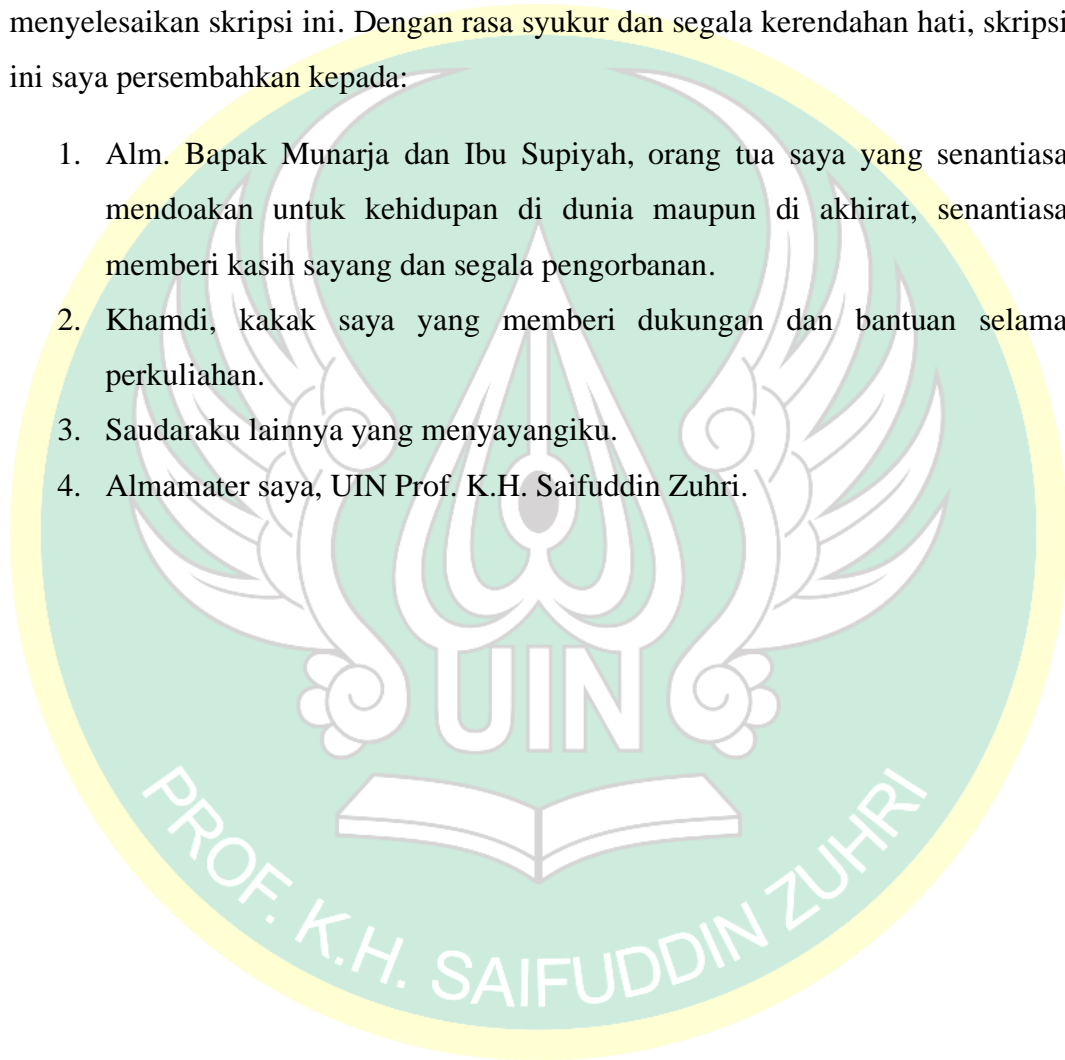 menyelesaikan skripsi ini. Dengan rasa syukur dan segala kerendahan hati, skripsi
ini saya persembahkan kepada:
1. Alm. Bapak Munarja dan Ibu Supiyah, orang tua saya yang senantiasa
mendoakan untuk kehidupan di dunia maupun di akhirat, senantiasa
memberi kasih sayang dan segala pengorbanan.
2. Khamdi, kakak saya yang memberi dukungan dan bantuan selama
perkuliahan.
3. Saudaraku lainnya yang menyayangiku.
4. Almamater saya, UIN Prof. K.H. Saifuddin Zuhri.
UIN
PROF. K.H. SAIFUDDIN ZUHRI